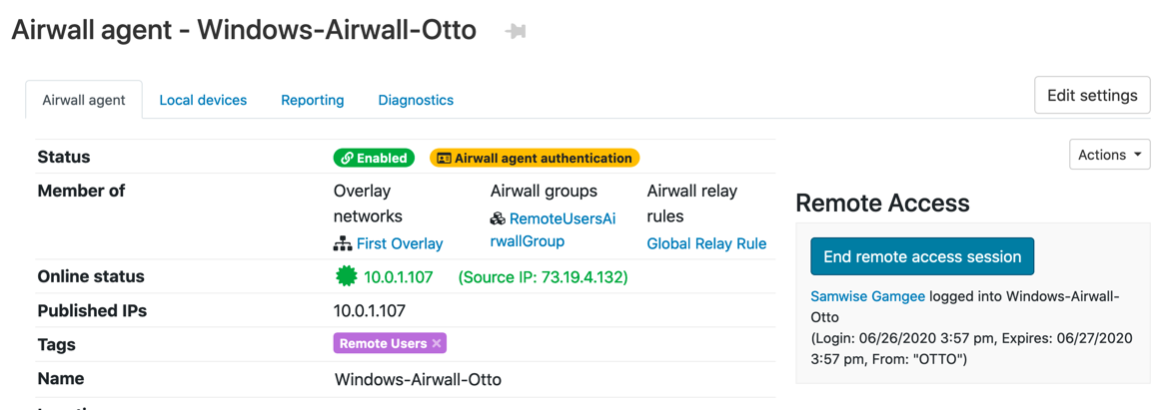 Airwall agent - Windows-Airwall-Otto
Airwall agent
Local devices
Reporting
Diagnostics
Edit settings
Status
Enabled
Airwall agent authentication
Actions
Member of
Overlay
networks
First Overlay
Airwall groups
RemoteUsersAi
rwallGroup
Airwall relay
rules
Global Relay Rule
Online status
10.0.1.107
(Source IP: 73.19.4.132)
Published IPs
10.0.1.107
Tags
Remote Users ×
Name
Windows-Airwall-Otto
Remote Access
End remote access session
Samwise Gamgee logged into Windows-Airwall-
Otto
(Login: 06/26/2020 3:57 pm, Expires: 06/27/2020
3:57 pm, From: "OTTO")